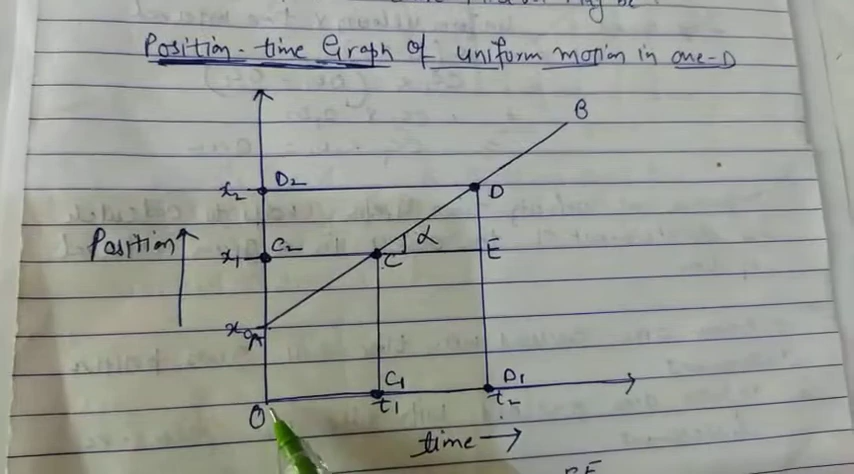 Position-time Graph of uniform motion in one-D
B
D2
x2
D
Position
C2
α
x1
C
E
x0
A
C1
D1
O
t1
t2
time